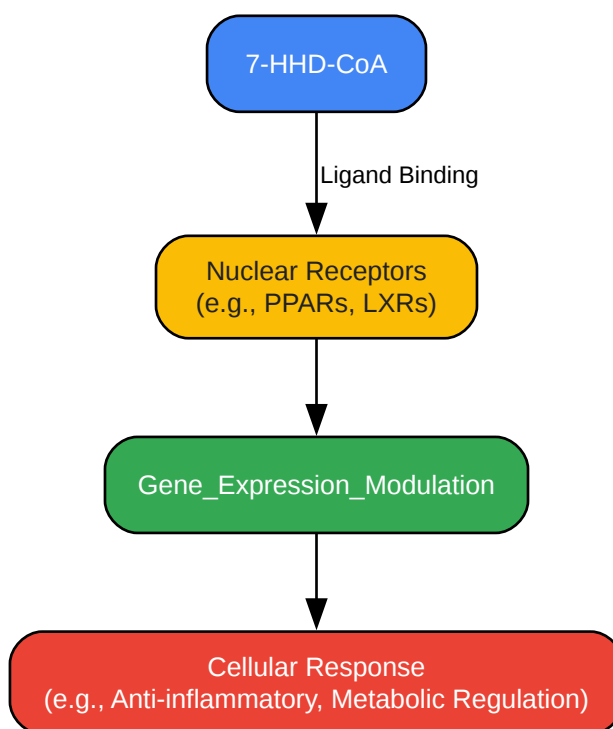 7-HHD-CoA
Ligand Binding
Nuclear Receptors
(e.g., PPARs, LXRs)
Gene_Expression_Modulation
Cellular Response
(e.g., Anti-inflammatory, Metabolic Regulation)